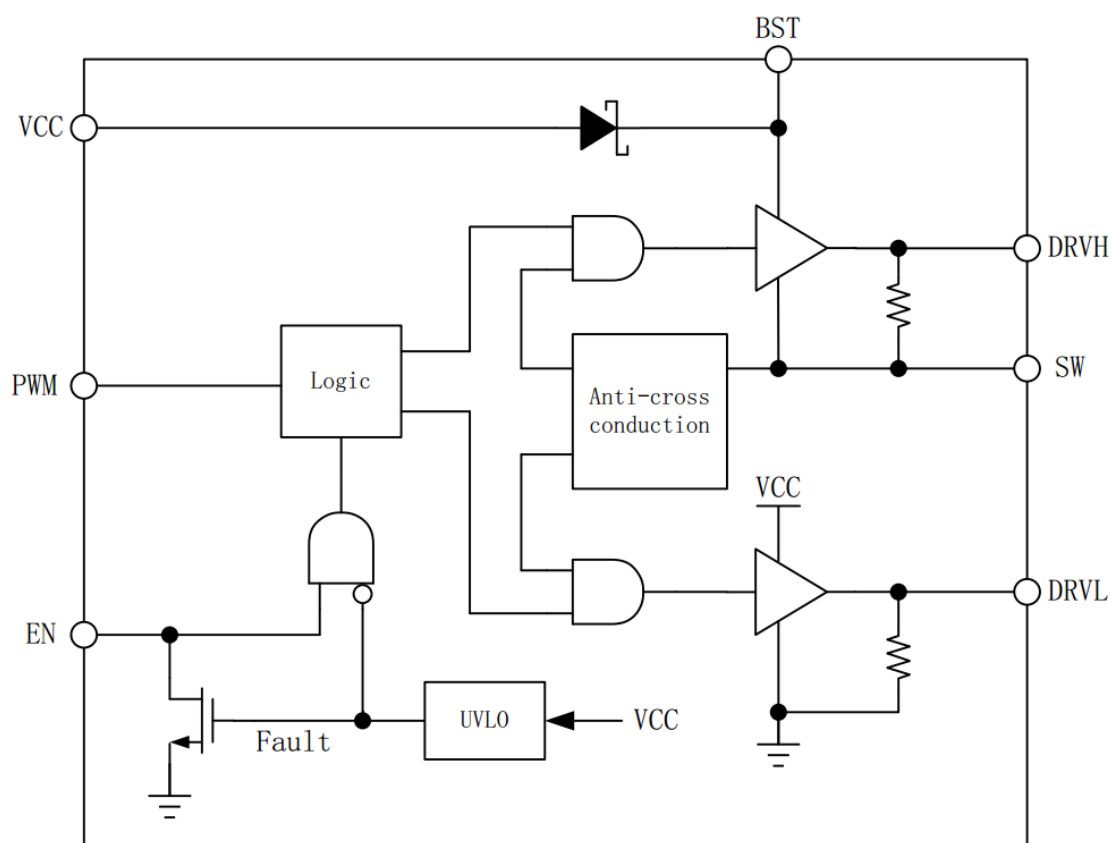 BST
VCC
DRVH
Logic
PWM
SW
Anti-cross
conduction
VCC
EN
DRVL
UVLO
VCC
Fault